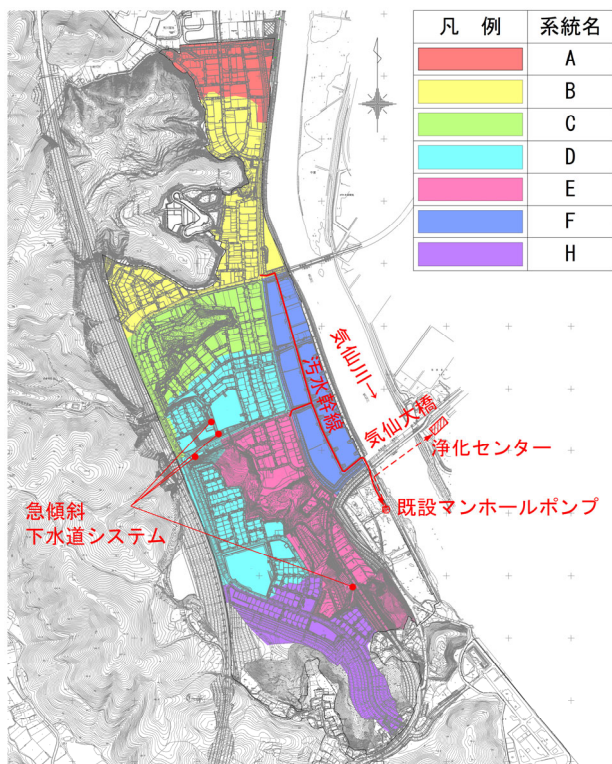 凡 例 系統名
A
B
C
D
E
F
H
気仙川→
汚水幹線
気仙大橋
浄化センター
既設マンホールポンプ
急傾斜
下水道システム